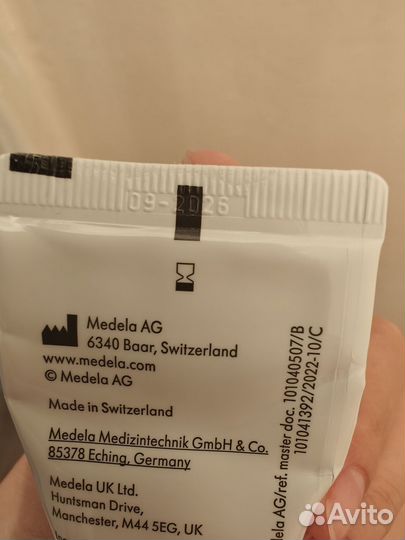 09-2026
Medela AG
6340 Baar, Switzerland
www.medela.com
© Medela AG
Made in Switzerland
Medela Medizintechnik GmbH & Co.
85378 Eching, Germany
Medela UK Ltd.
Huntsman Drive,
Manchester, M44 5EG, UK
AG/ref. master doc. 101040507/B
101041392/2022-10/C
Avito